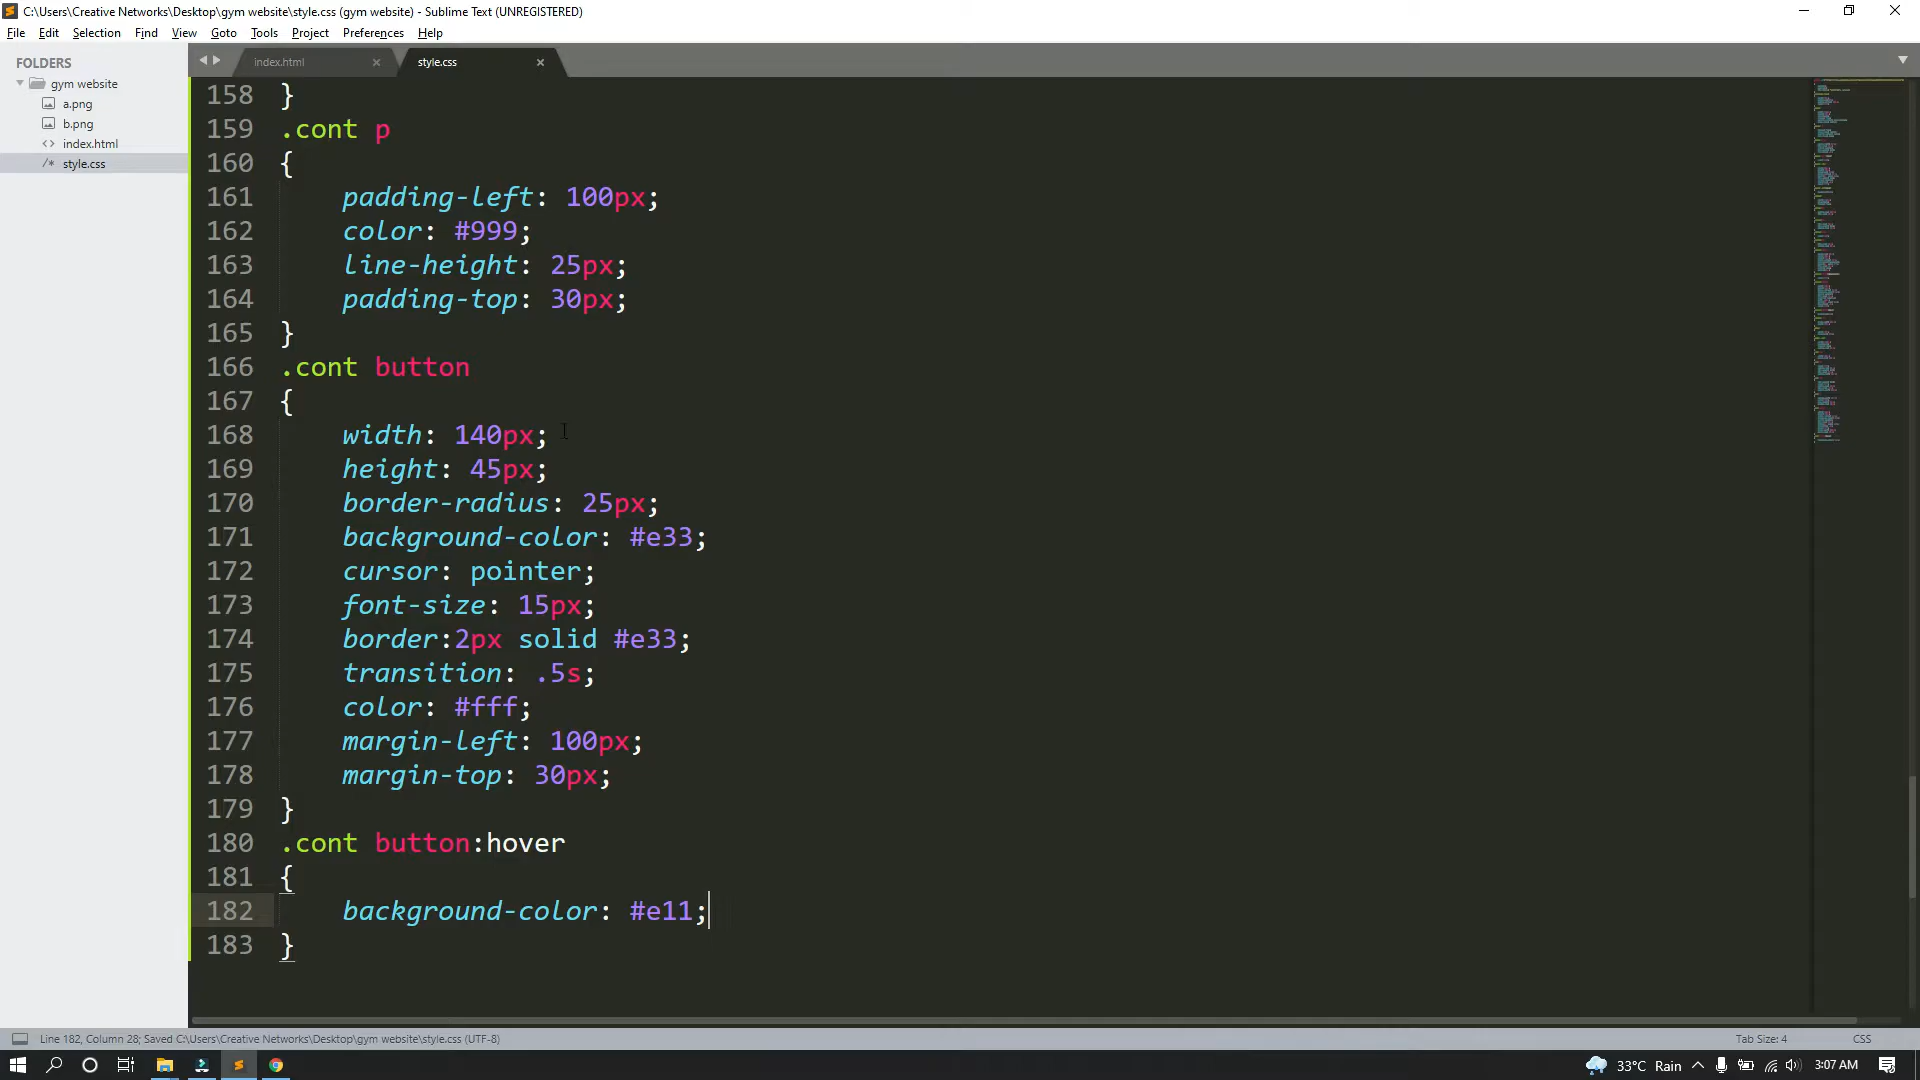 C:\Users\Creative Networks\Desktop\gym website\style.css (gym website) - Sublime Text (UNREGISTERED)
File Edit Selection Find View Goto Tools Project Preferences Help
FOLDERS
gym website
a.png
b.png
index.html
style.css
index.html
style.css
158 }
159 .cont p
160 {
161 padding-left: 100px;
162 color: #999;
163 line-height: 25px;
164 padding-top: 30px;
165 }
166 .cont button
167 {
168 width: 140px;
169 height: 45px;
170 border-radius: 25px;
171 background-color: #e33;
172 cursor: pointer;
173 font-size: 15px;
174 border:2px solid #e33;
175 transition: .5s;
176 color: #fff;
177 margin-left: 100px;
178 margin-top: 30px;
179 }
180 .cont button:hover
181 {
182 background-color: #e11;
183 }
Line 182, Column 28; Saved C:\Users\Creative Networks\Desktop\gym website\style.css (UTF-8)
Tab Size: 4
CSS
33°C Rain
3:07 AM